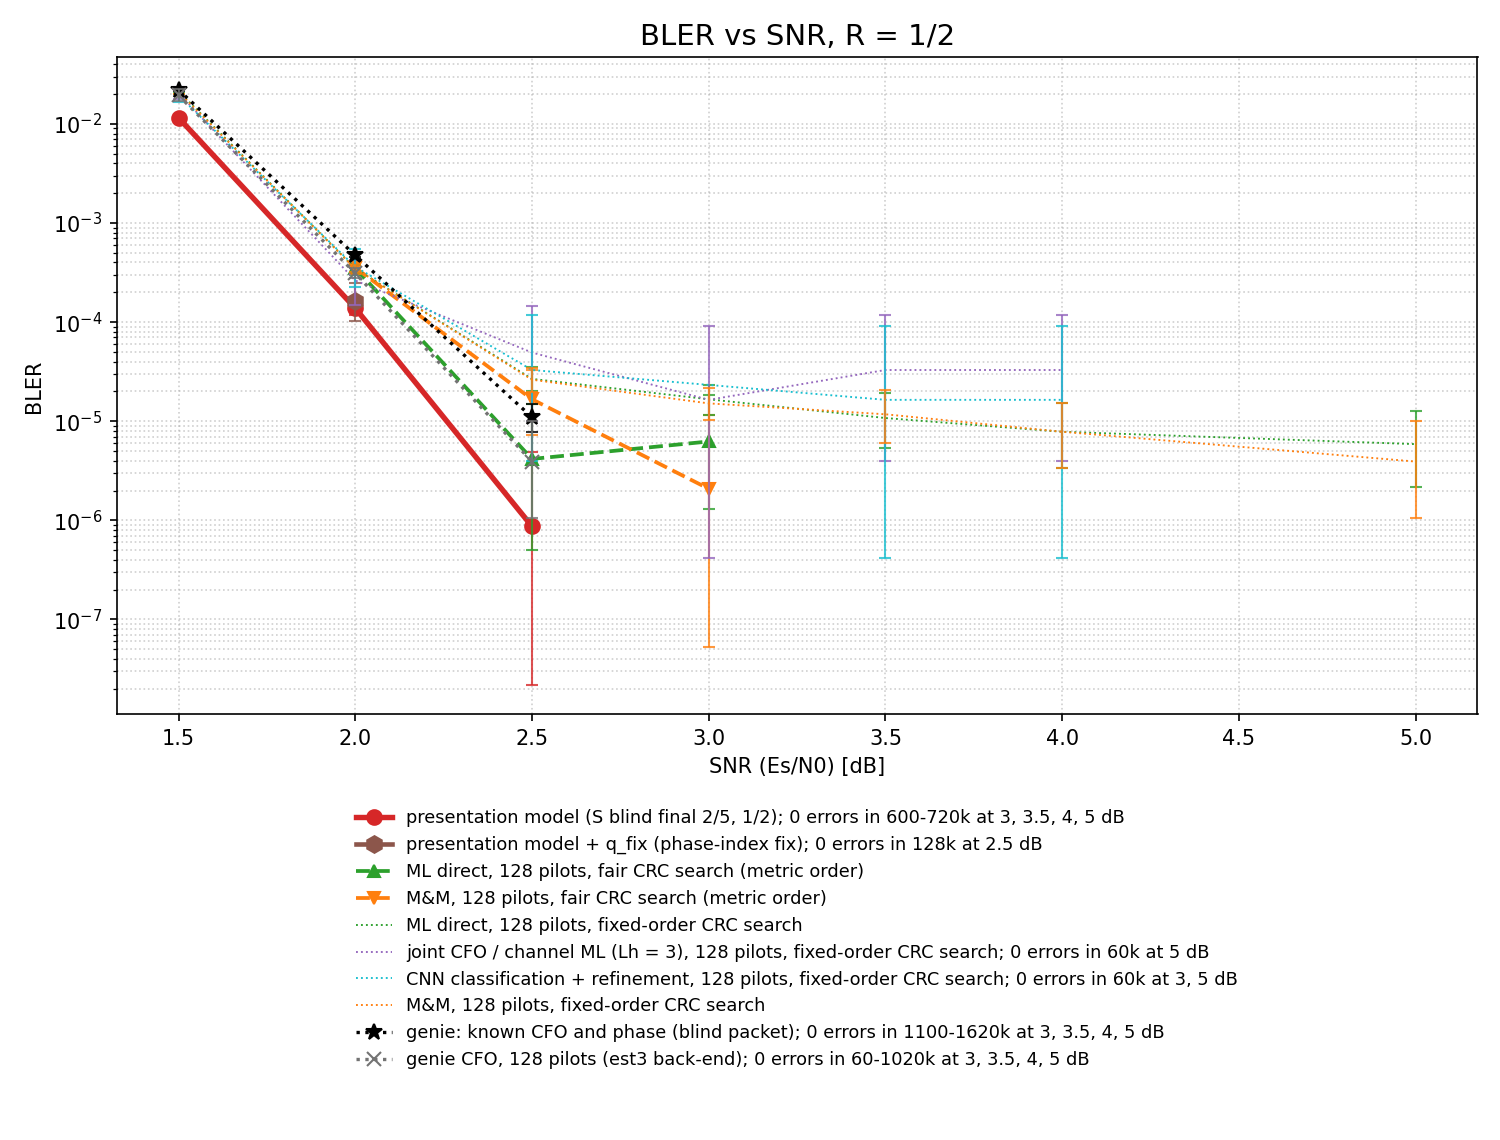 BLER vs SNR, R = 1/2
BLER
10⁻²
10⁻³
10⁻⁴
10⁻⁵
10⁻⁶
10⁻⁷
1.5 2.0 2.5 3.0 3.5 4.0 4.5 5.0
SNR (Es/N0) [dB]
presentation model (S blind final 2/5, 1/2); 0 errors in 600-720k at 3, 3.5, 4, 5 dB
presentation model + q_fix (phase-index fix); 0 errors in 128k at 2.5 dB
ML direct, 128 pilots, fair CRC search (metric order)
M&M, 128 pilots, fair CRC search (metric order)
ML direct, 128 pilots, fixed-order CRC search
joint CFO / channel ML (Lh = 3), 128 pilots, fixed-order CRC search; 0 errors in 60k at 5 dB
CNN classification + refinement, 128 pilots, fixed-order CRC search; 0 errors in 60k at 3, 5 dB
M&M, 128 pilots, fixed-order CRC search
genie: known CFO and phase (blind packet); 0 errors in 1100-1620k at 3, 3.5, 4, 5 dB
genie CFO, 128 pilots (est3 back-end); 0 errors in 60-1020k at 3, 3.5, 4, 5 dB